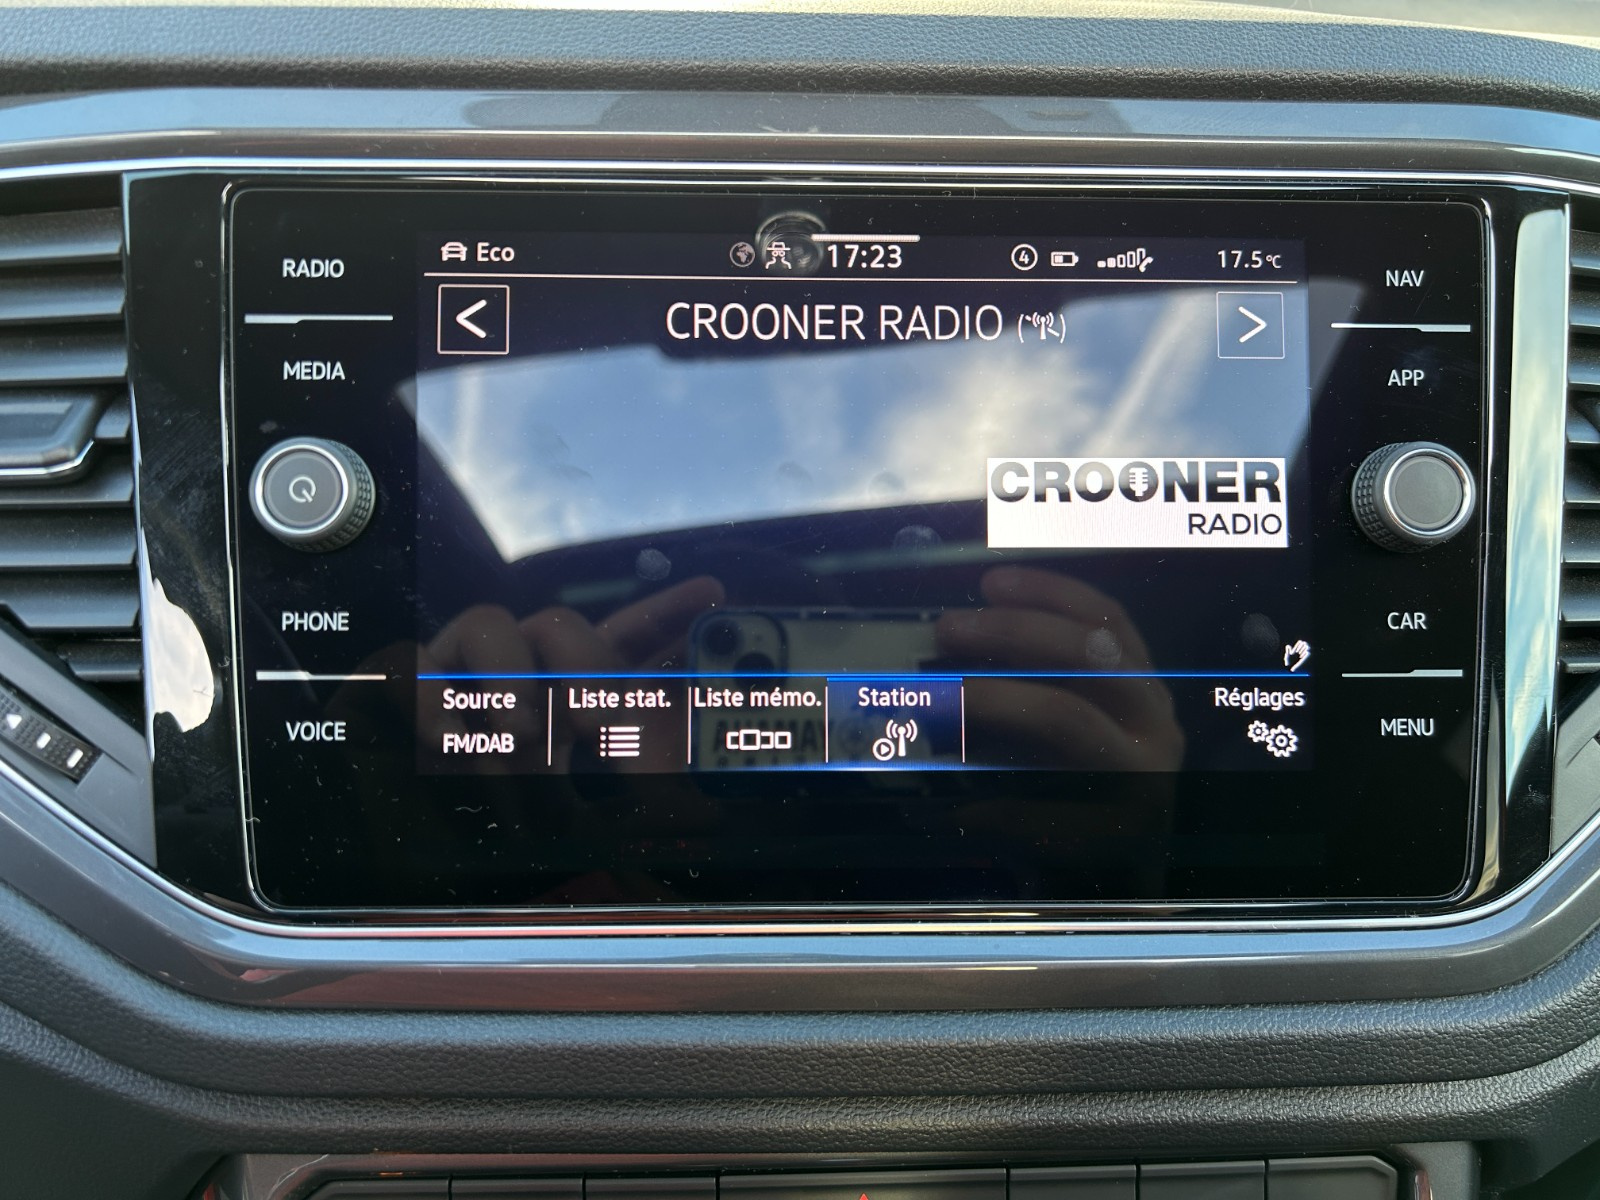 RADIO
MEDIA
PHONE
VOICE
Eco
17:23
4
17.5°C
CROONER RADIO
CROONER
RADIO
Source
FM/DAB
Liste stat.
Liste mémo.
Station
Réglages
NAV
APP
CAR
MENU